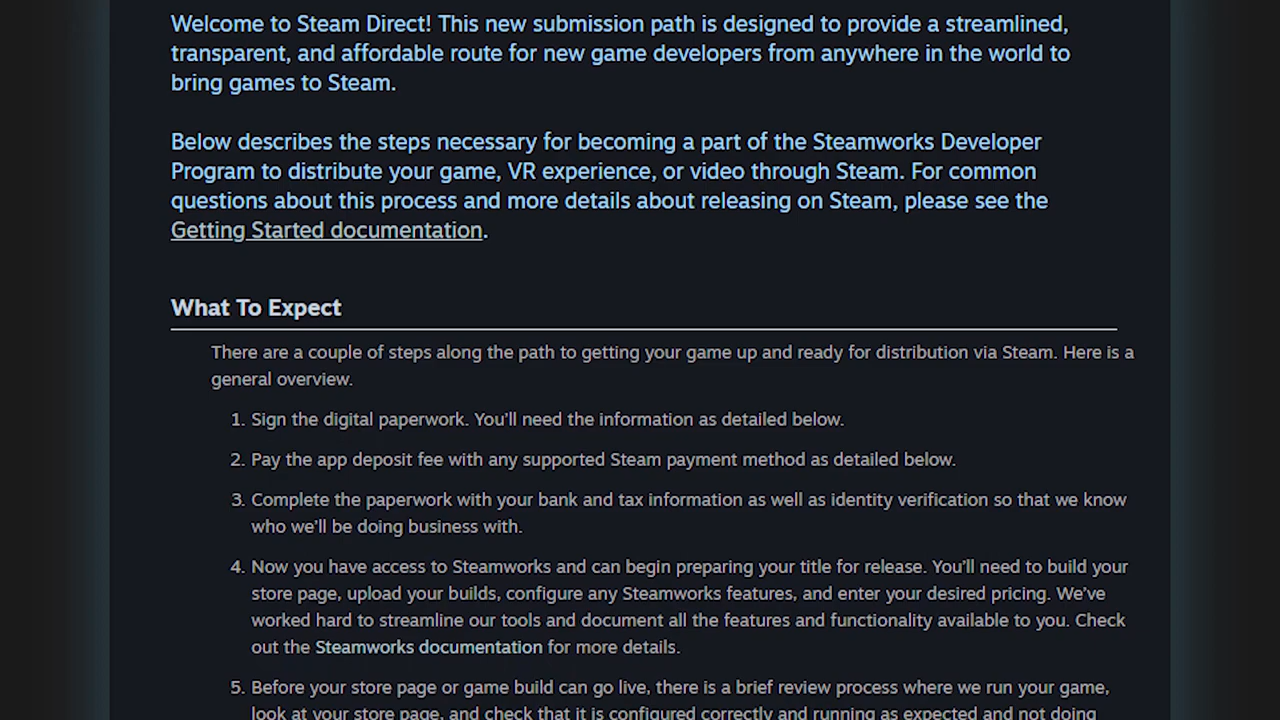 Welcome to Steam Direct! This new submission path is designed to provide a streamlined,
transparent, and affordable route for new game developers from anywhere in the world to
bring games to Steam.
Below describes the steps necessary for becoming a part of the Steamworks Developer
Program to distribute your game, VR experience, or video through Steam. For common
questions about this process and more details about releasing on Steam, please see the
Getting Started documentation.
What To Expect
There are a couple of steps along the path to getting your game up and ready for distribution via Steam. Here is a
general overview.
1. Sign the digital paperwork. You'll need the information as detailed below.
2. Pay the app deposit fee with any supported Steam payment method as detailed below.
3. Complete the paperwork with your bank and tax information as well as identity verification so that we know
who we'll be doing business with.
4. Now you have access to Steamworks and can begin preparing your title for release. You'll need to build your
store page, upload your builds, configure any Steamworks features, and enter your desired pricing. We've
worked hard to streamline our tools and document all the features and functionality available to you. Check
out the Steamworks documentation for more details.
5. Before your store page or game build can go live, there is a brief review process where we run your game,
look at your store page, and check that it is configured correctly and running as expected and not doing